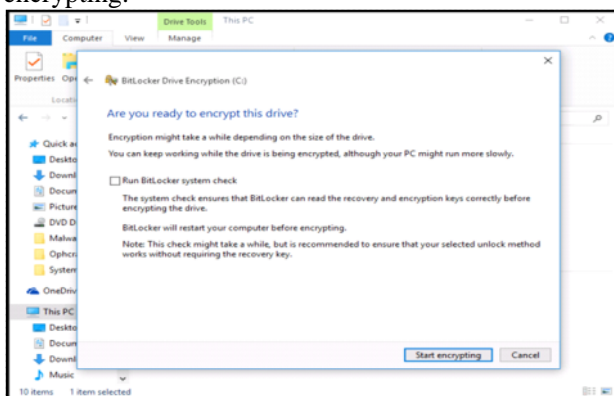 encrypting.
Drive Tools This PC
File Computer View Manage
Properties
BitLocker Drive Encryption (C:)
Are you ready to encrypt this drive?
Encryption might take a while depending on the size of the drive.
You can keep working while the drive is being encrypted, although your PC might run more slowly.
Run BitLocker system check
The system check ensures that BitLocker can read the recovery and encryption keys correctly before
encrypting the drive.
BitLocker will restart your computer before encrypting.
Note: This check might take a while, but is recommended to ensure that your selected unlock method
works without requiring the recovery key.
Start encrypting Cancel
Quick a
Deskto
Downl
Docum
Picture
DVD D
Malwa
Ophcr
System
OneDriv
This PC
Deskto
Docum
Downl
Music
10 items 1 item selected